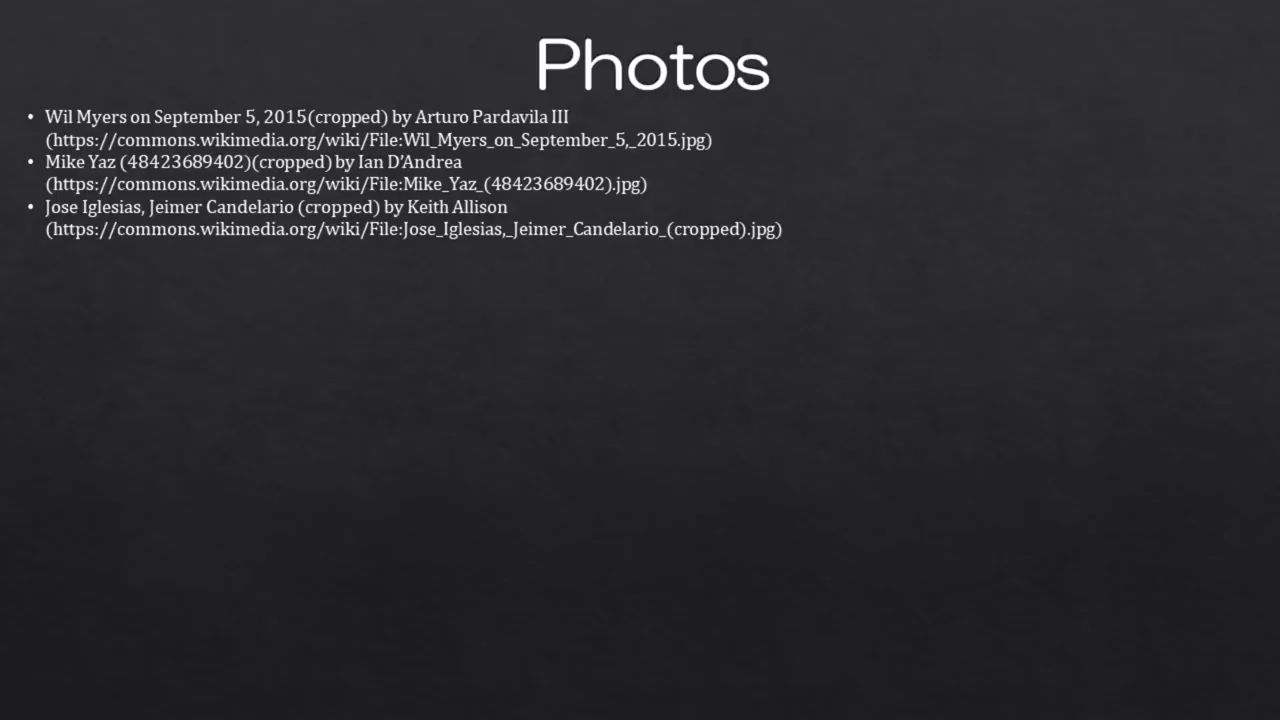 Photos
• Wil Myers on September 5, 2015(cropped) by Arturo Pardavila III
(https://commons.wikimedia.org/wiki/File:Wil_Myers_on_September_5,_2015.jpg)
• Mike Yaz (48423689402)(cropped) by Ian D’Andrea
(https://commons.wikimedia.org/wiki/File:Mike_Yaz_(48423689402).jpg)
• Jose Iglesias, Jeimer Candelario (cropped) by Keith Allison
(https://commons.wikimedia.org/wiki/File:Jose_Iglesias,_Jeimer_Candelario_(cropped).jpg)